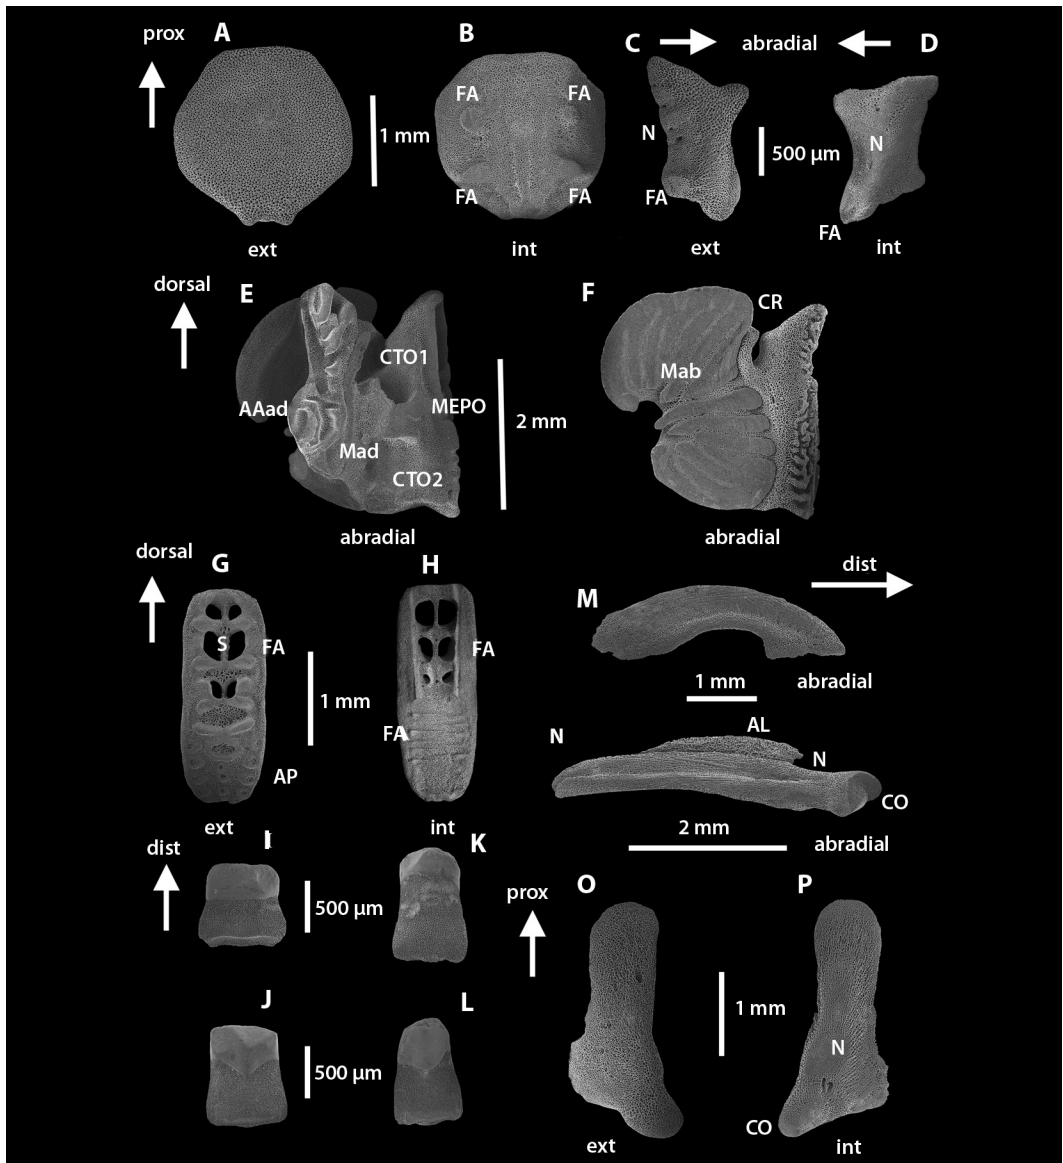 prox
A
B
C
abradial
D
FA
FA
FA
FA
1 mm
N
FA
500 µm
N
FA
ext
int
ext
int
dorsal
E
F
CR
CTO1
AAad
MEPO
Mad
CTO2
2 mm
Mab
abradial
abradial
dorsal
G
H
S
FA
FA
1 mm
FA
AP
ext
int
dist
M
1 mm
abradial
N
AL
N
CO
2 mm
abradial
dist
I
K
500 µm
J
L
500 µm
prox
O
P
1 mm
N
CO
ext
int